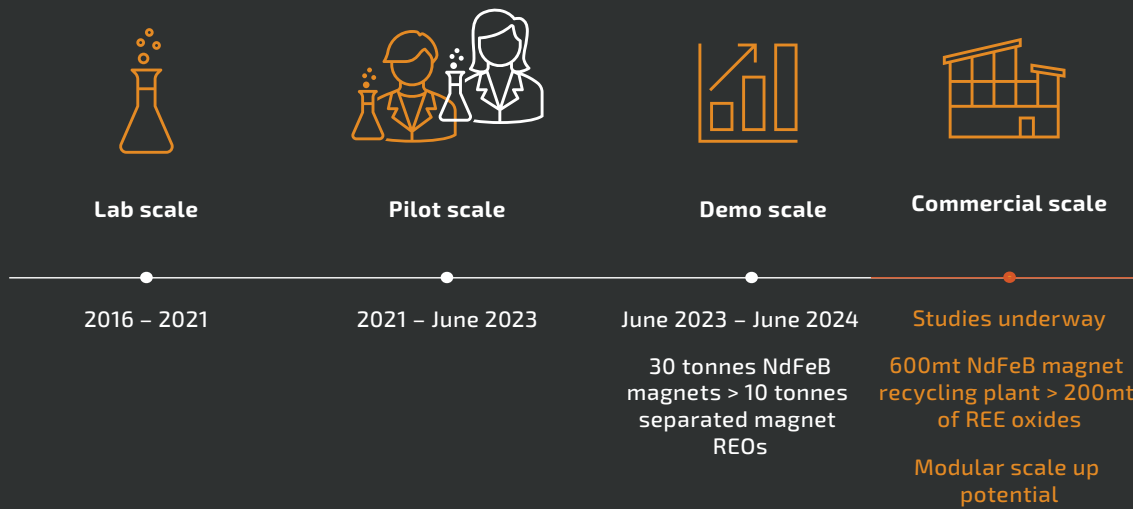 Lab scale
Pilot scale
Demo scale
Commercial scale
2016 – 2021
2021 – June 2023
June 2023 – June 2024
30 tonnes NdFeB
magnets > 10 tonnes
separated magnet
REOs
Studies underway
600mt NdFeB magnet
recycling plant > 200mt
of REE oxides
Modular scale up
potential